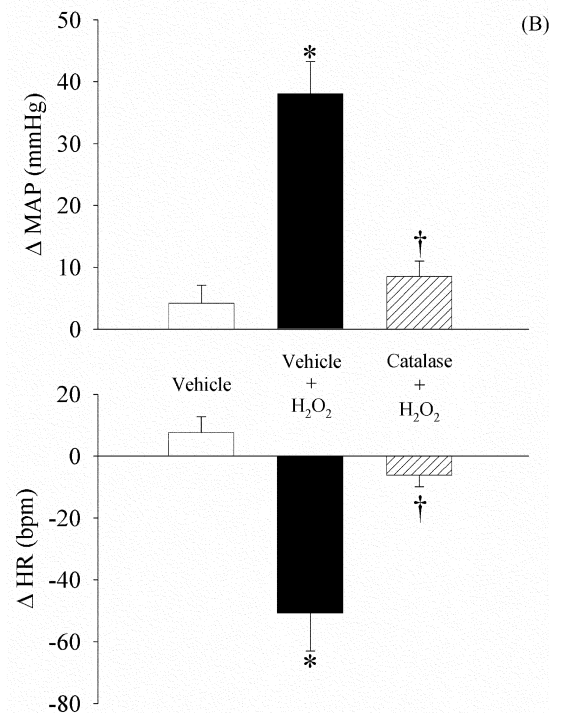 (B)
Δ MAP (mmHg)
50
40
30
20
10
0
*
†
Vehicle
Vehicle
+
H₂O₂
Catalase
+
H₂O₂
Δ HR (bpm)
20
0
-20
-40
-60
-80
*
†